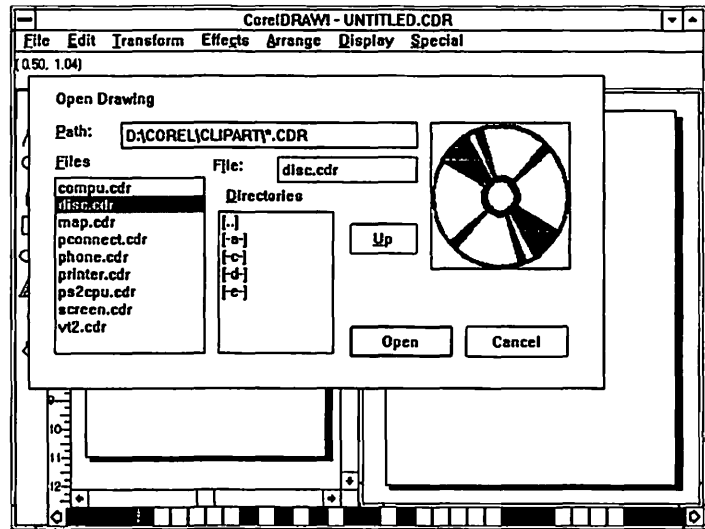 CorelDRAW! - UNTITLED.CDR
File Edit Transform Effects Arrange Display Special
(0.50, 1.04)
Open Drawing
Path: D:\COREL\CLIPART\*.CDR
Files
File: disc.cdr
compu.cdr
disc.cdr
map.cdr
pconnect.cdr
phone.cdr
printer.cdr
ps2cpu.cdr
screen.cdr
vt2.cdr
Directories
[..]
[-a-]
[-c-]
[-d-]
[-e-]
Up
Open Cancel
9
10
11
12